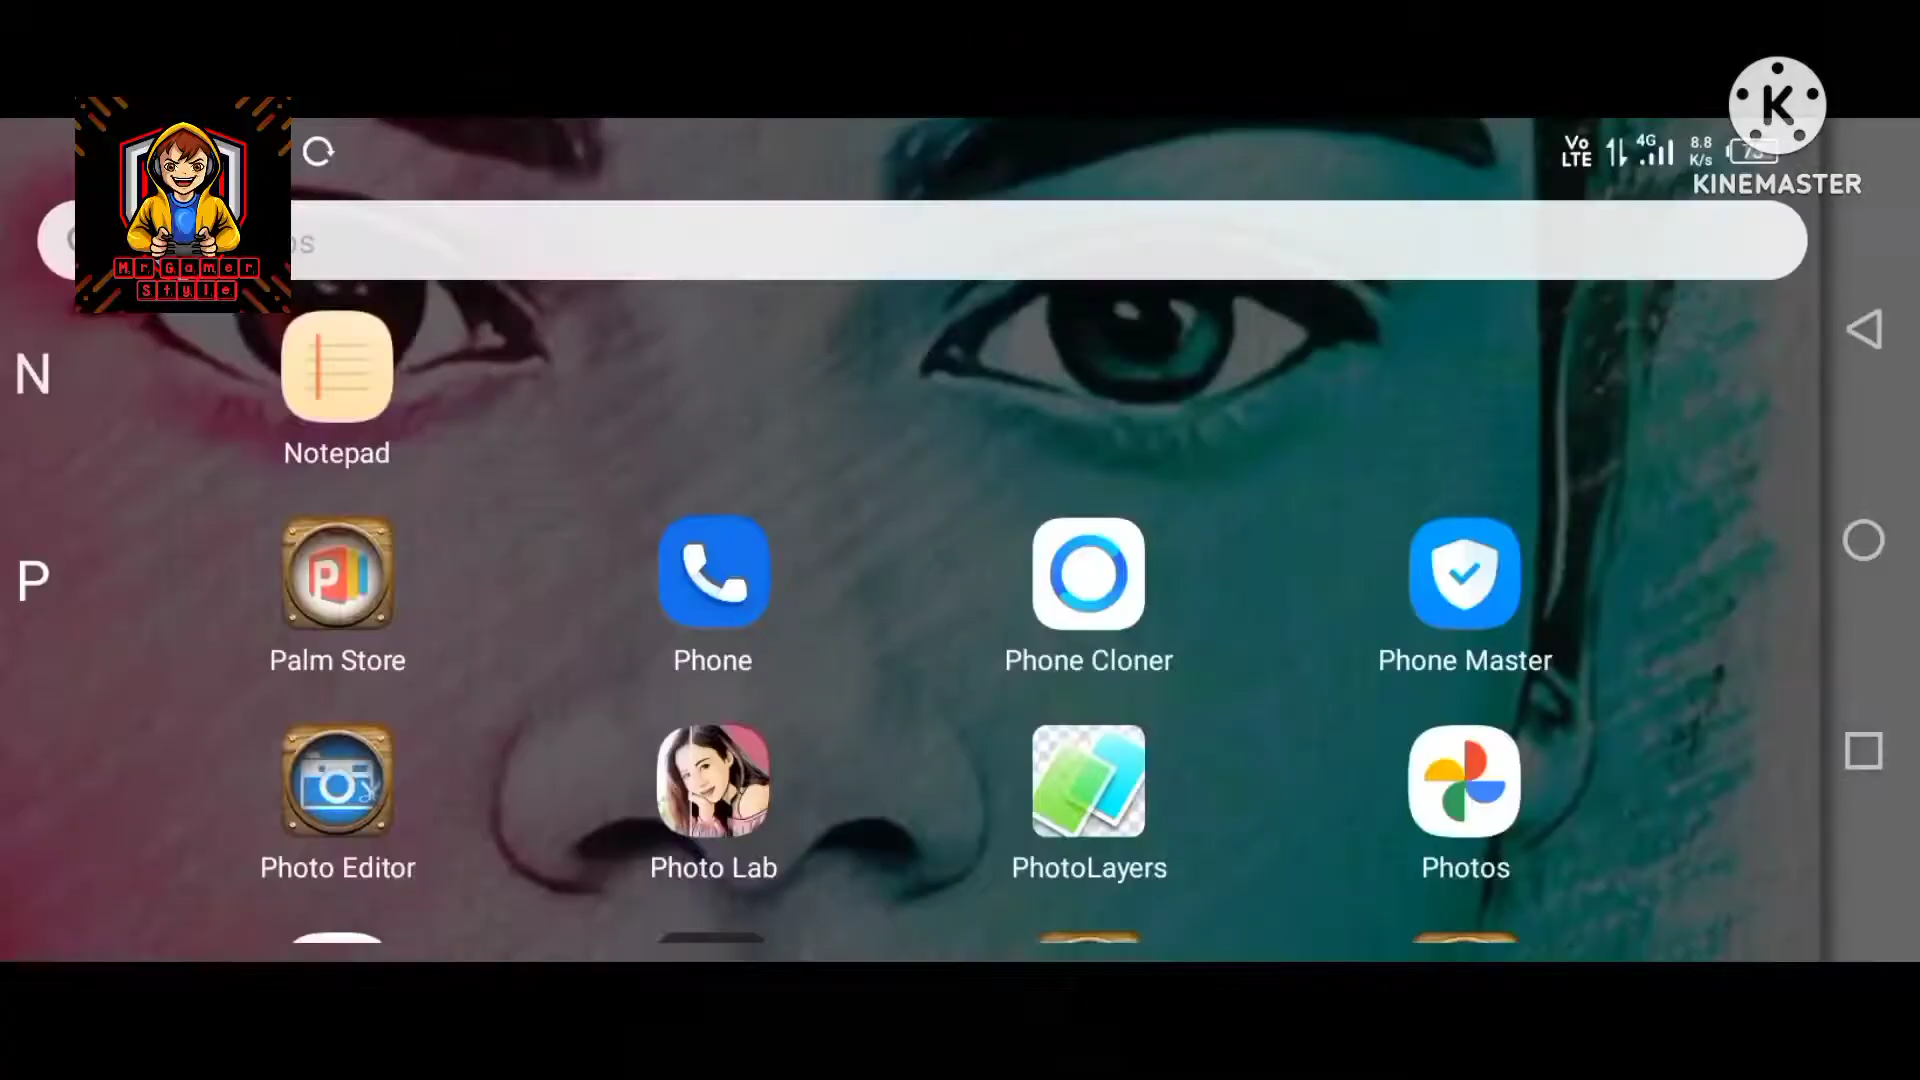 Vo
LTE
4G
8.8
K/s
K
KINEMASTER
Mr.Gamer
Style
N
Notepad
P
Palm Store
Phone
Phone Cloner
Phone Master
Photo Editor
Photo Lab
PhotoLayers
Photos